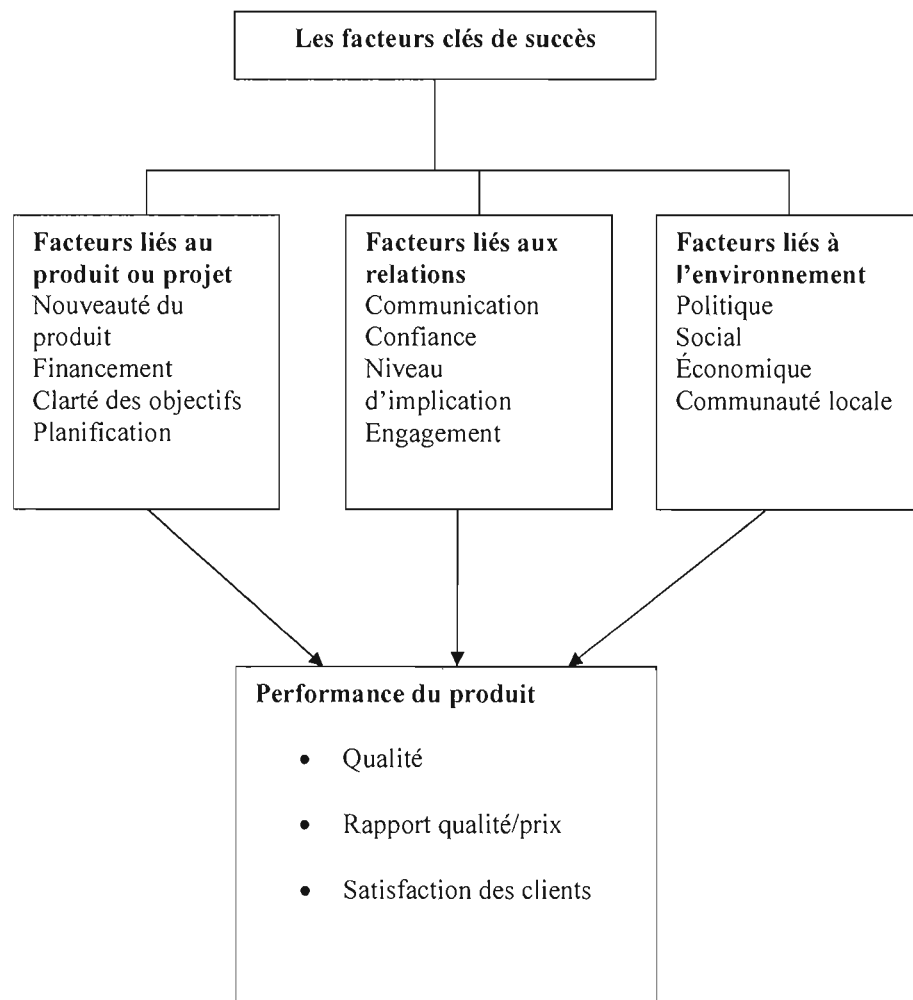 Les facteurs clés de succès
Facteurs liés au
produit ou projet
Nouveauté du
produit
Financement
Clarté des objectifs
Planification
Facteurs liés aux
relations
Communication
Confiance
Niveau
d'implication
Engagement
Facteurs liés à
l'environnement
Politique
Social
Économique
Communauté locale
Performance du produit
• Qualité
• Rapport qualité/prix
• Satisfaction des clients